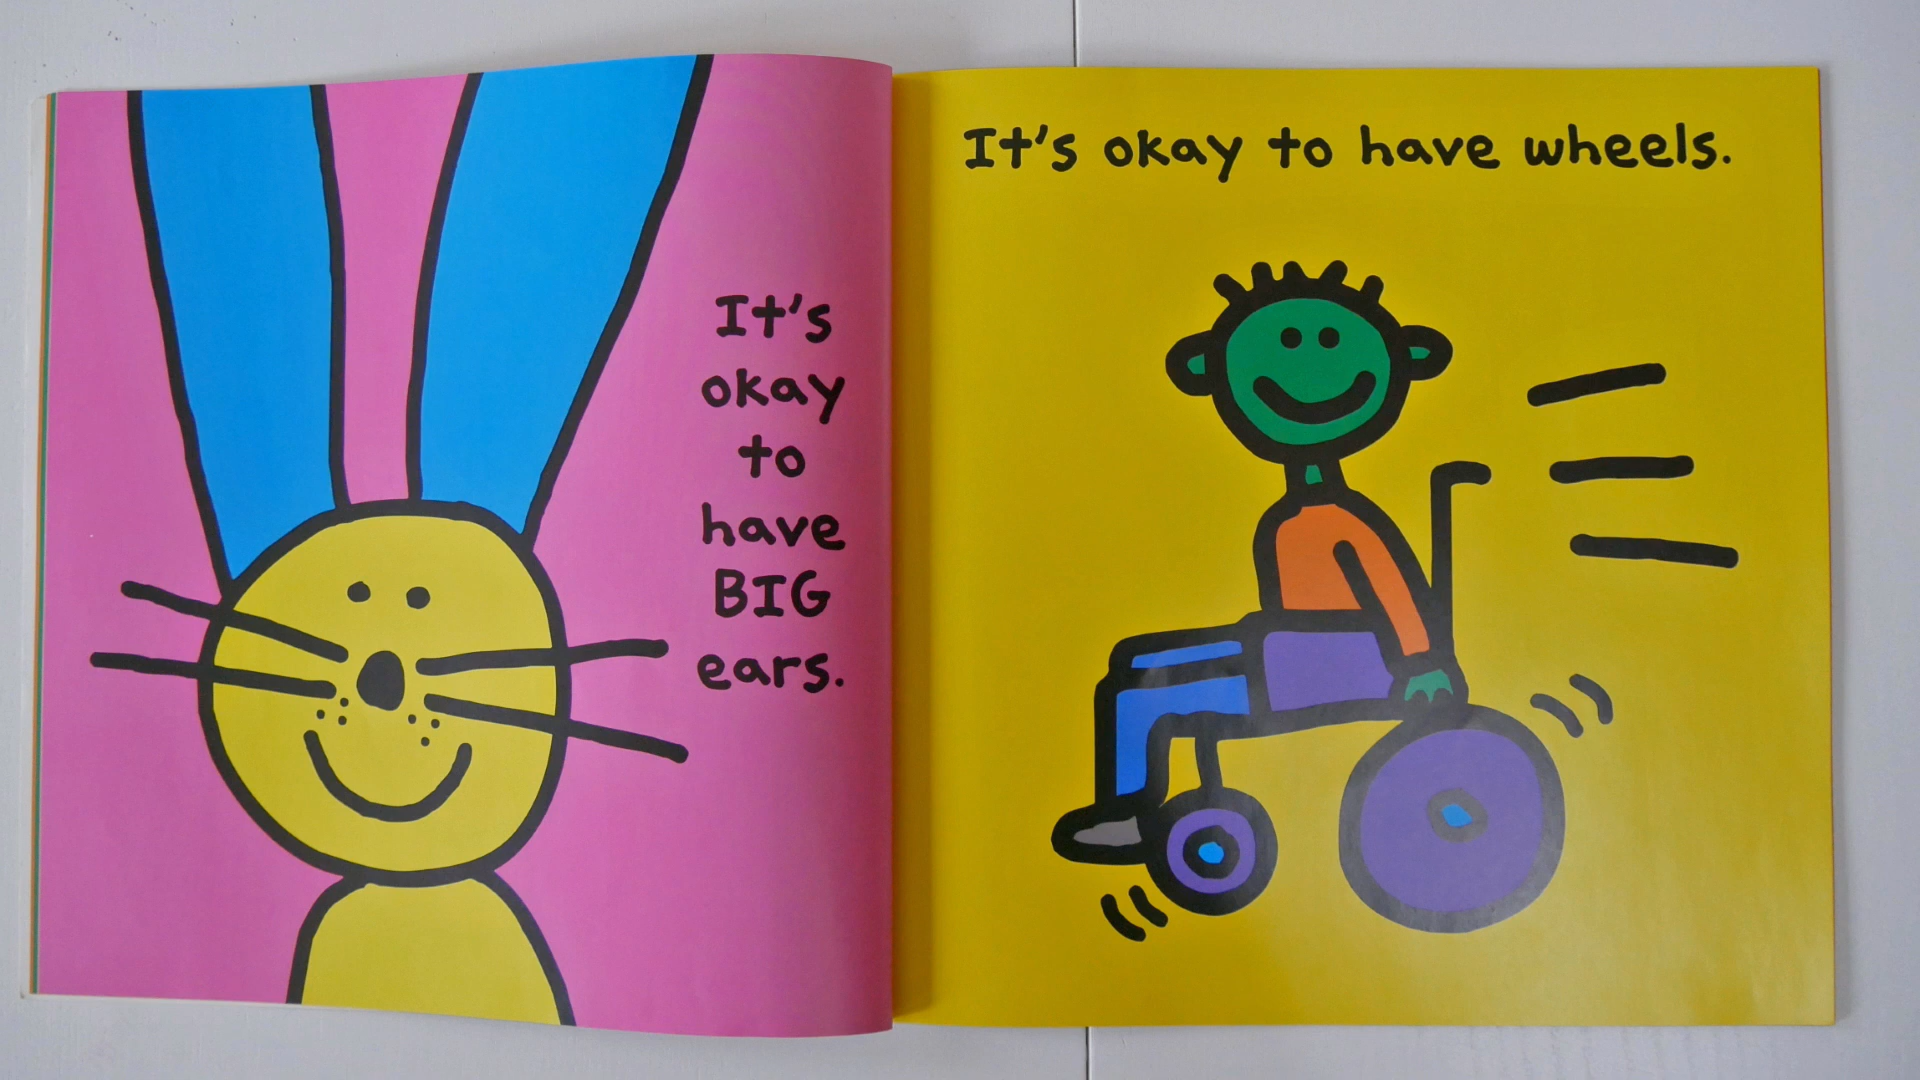 It's
okay
to
have
BIG
ears.
It's okay to have wheels.